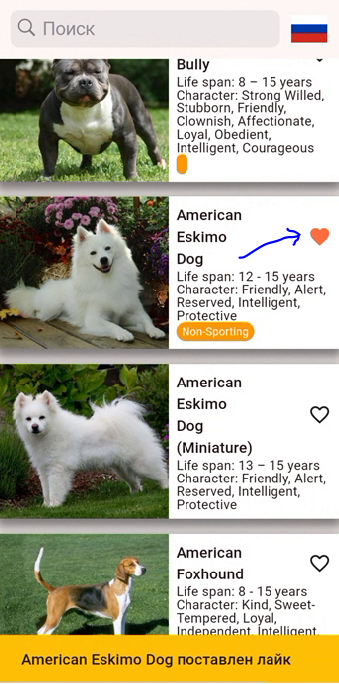 Поиск
Bully
Life span: 8 – 15 years
Character: Strong Willed,
Stubborn, Friendly,
Clownish, Affectionate,
Loyal, Obedient,
Intelligent, Courageous
American
Eskimo
Dog
Life span: 12 - 15 years
Character: Friendly, Alert,
Reserved, Intelligent,
Protective
Non-Sporting
American
Eskimo
Dog
(Miniature)
Life span: 13 – 15 years
Character: Friendly, Alert,
Reserved, Intelligent,
Protective
American
Foxhound
Life span: 8 - 15 years
Character: Kind, Sweet-
Tempered, Loyal,
Independent, Intelligent,
American Eskimo Dog поставлен лайк